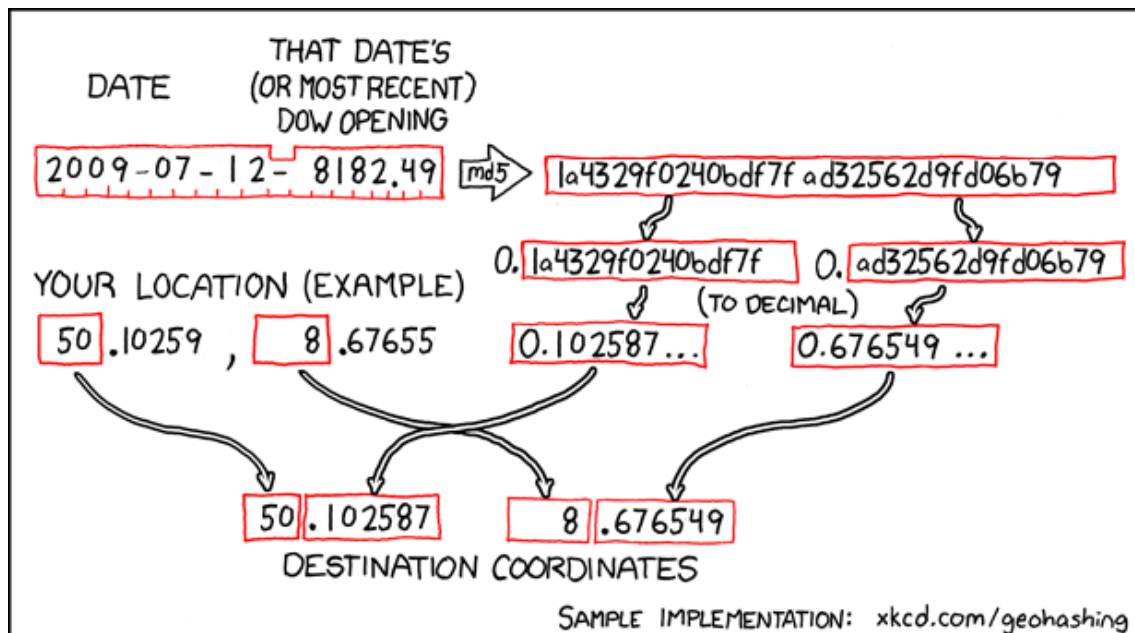 DATE
THAT DATE'S
(OR MOST RECENT)
DOW OPENING
2009-07-12- 8182.49
md5
1a4329f0240bdf7fad32562d9fd06b79
0.1a4329f0240bdf7f
0.ad32562d9fd06b79
YOUR LOCATION (EXAMPLE)
(TO DECIMAL)
50.10259, 8.67655
0.102587...
0.676549...
50.102587
8.676549
DESTINATION COORDINATES
SAMPLE IMPLEMENTATION: xkcd.com/geohashing